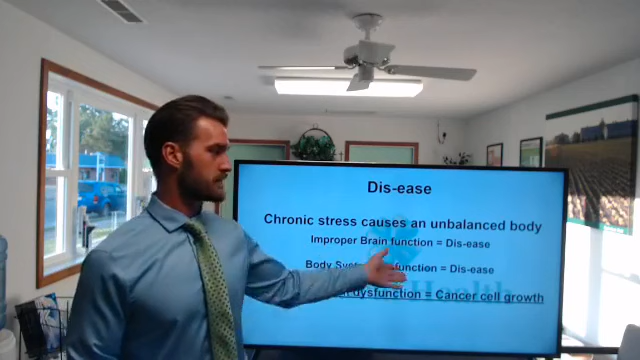 Dis-ease
Chronic stress causes an unbalanced body
Improper Brain function = Dis-ease
Body = Dis-ease
dysfunction = Cancer cell growth
Health